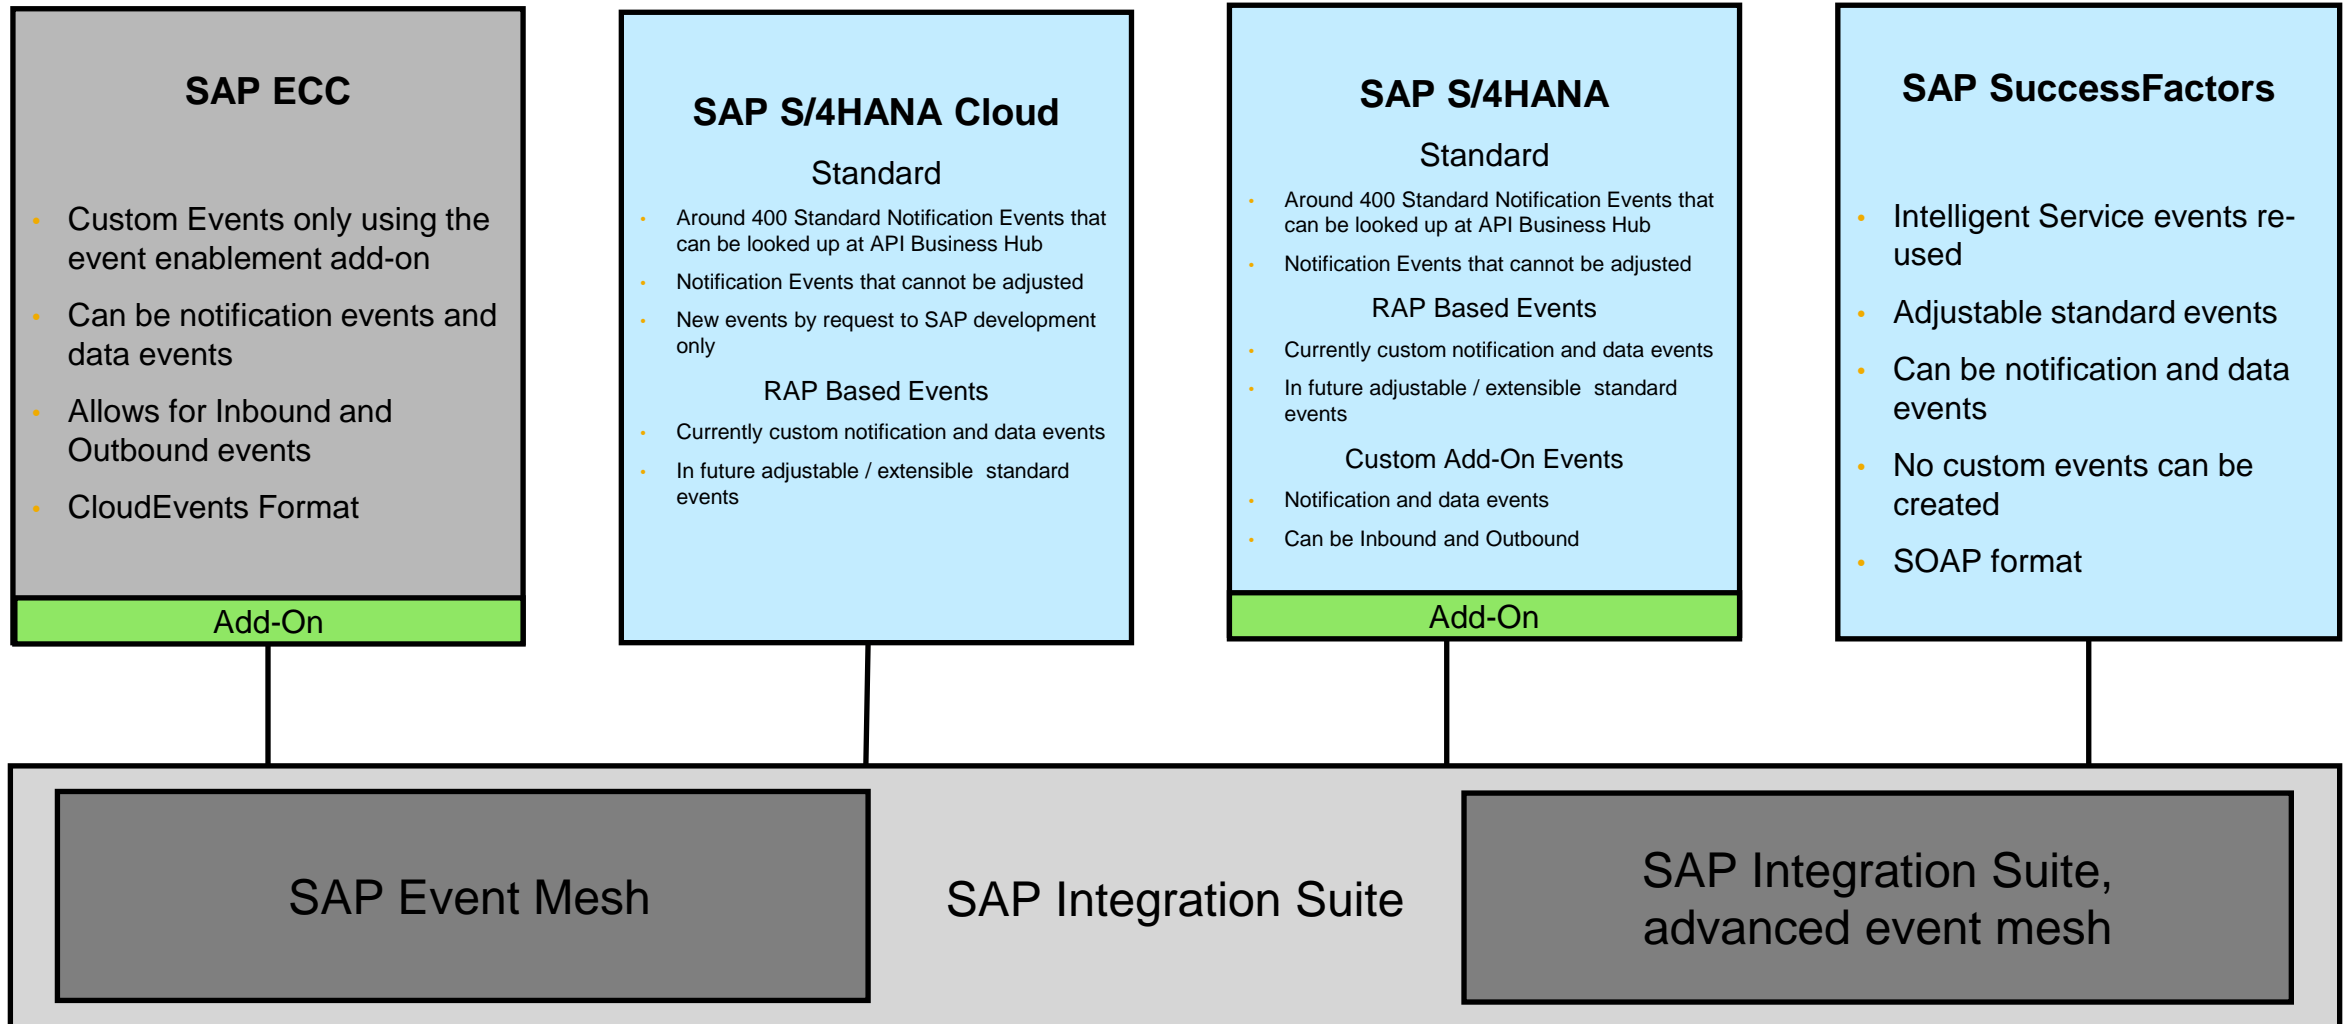 SAP ECC
• Custom Events only using the
event enablement add-on
• Can be notification events and
data events
• Allows for Inbound and
Outbound events
• CloudEvents Format
Add-On
SAP S/4HANA Cloud
Standard
• Around 400 Standard Notification Events that
can be looked up at API Business Hub
• Notification Events that cannot be adjusted
• New events by request to SAP development
only
RAP Based Events
• Currently custom notification and data events
• In future adjustable / extensible standard
events
SAP S/4HANA
Standard
• Around 400 Standard Notification Events that
can be looked up at API Business Hub
• Notification Events that cannot be adjusted
RAP Based Events
• Currently custom notification and data events
• In future adjustable / extensible standard
events
Custom Add-On Events
• Notification and data events
• Can be Inbound and Outbound
Add-On
SAP SuccessFactors
• Intelligent Service events re-
used
• Adjustable standard events
• Can be notification and data
events
• No custom events can be
created
• SOAP format
SAP Event Mesh
SAP Integration Suite
SAP Integration Suite,
advanced event mesh